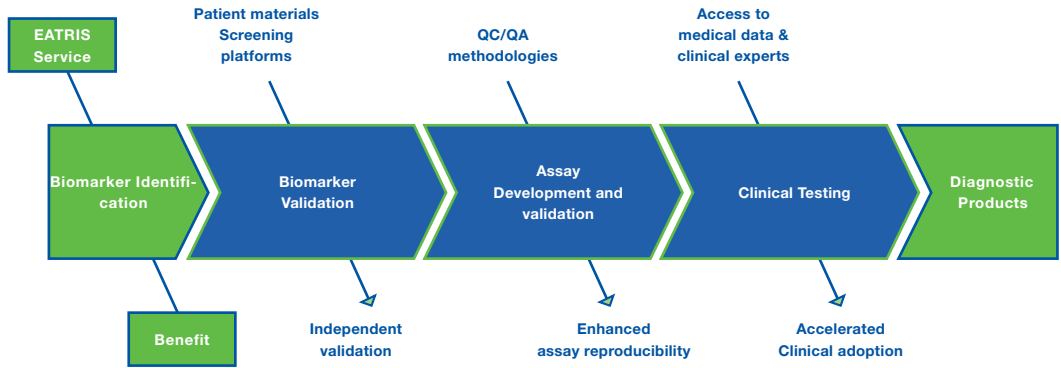 EATRIS
Service
Patient materials
Screening
platforms
QC/QA
methodologies
Access to
medical data &
clinical experts
Biomarker Identifi-
cation
Biomarker
Validation
Assay
Development and
validation
Clinical Testing
Diagnostic
Products
Benefit
Independent
validation
Enhanced
assay reproducibility
Accelerated
Clinical adoption